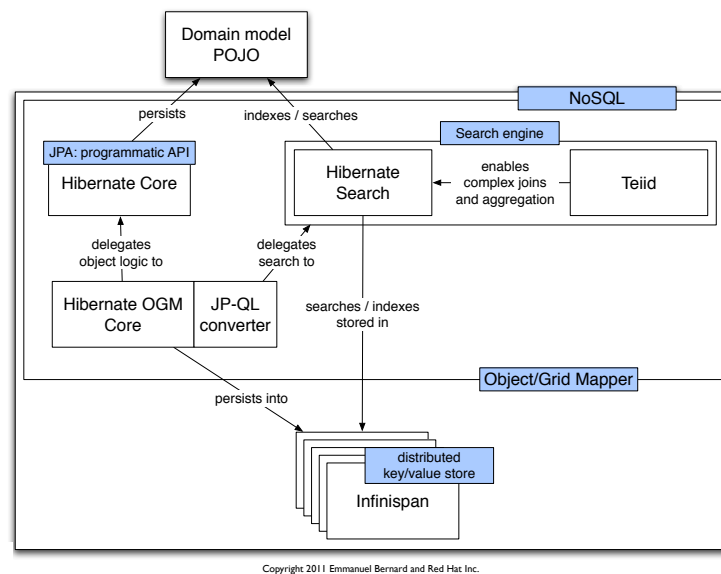 Domain model
POJO
NoSQL
persists
indexes / searches
Search engine
JPA: programmatic API
Hibernate Core
Hibernate
Search
enables
complex joins
and aggregation
Teiid
delegates
object logic to
delegates
search to
Hibernate OGM
Core
JP-QL
converter
searches / indexes
stored in
Object/Grid Mapper
persists into
distributed
key/value store
Infinispan
Copyright 2011 Emmanuel Bernard and Red Hat Inc.